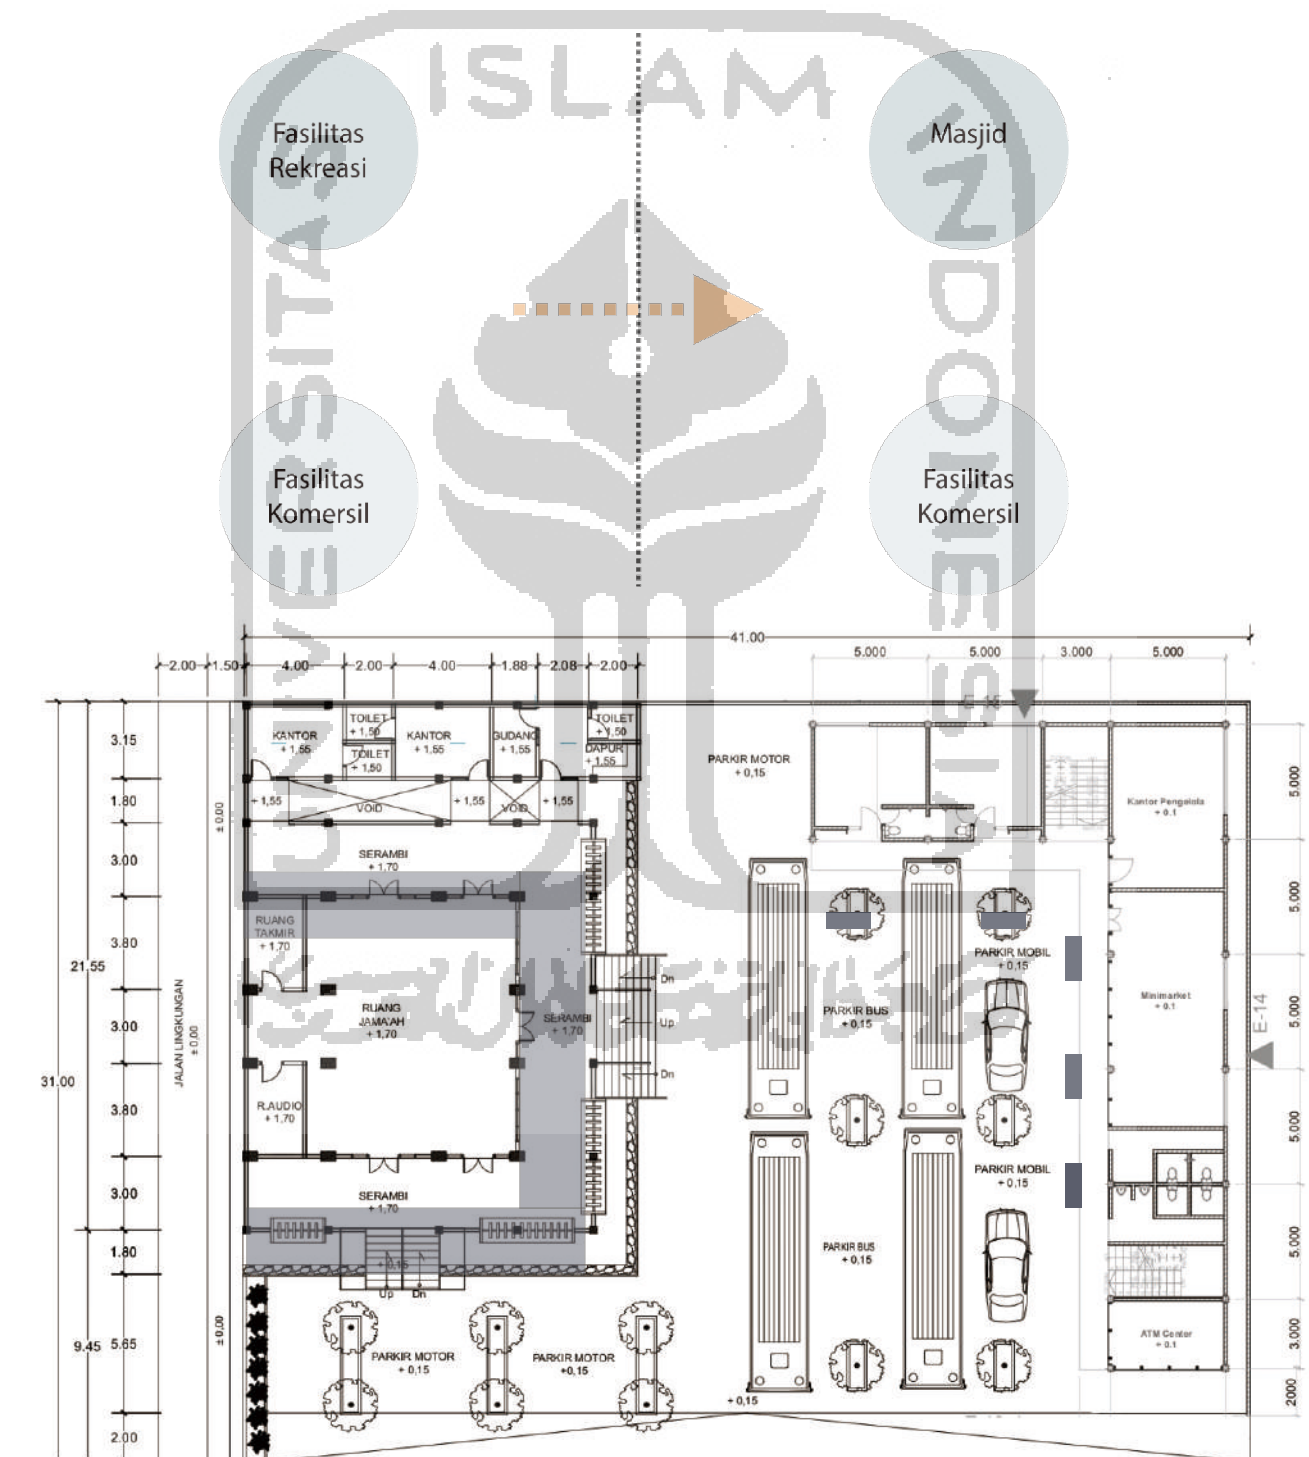 ISLAM
UNIVERSITAS
INDONESIA
Fasilitas
Rekreasi
Masjid
Fasilitas
Komersil
Fasilitas
Komersil
41.00
2.00
1.50
4.00
2.00
4.00
1.88
2.08
2.00
5.000
5.000
3.000
5.000
E-15
3.15
1.80
3.00
3.80
21.55
3.00
31.00
3.80
3.00
1.80
9.45
5.65
2.00
± 0,00
JALAN LINGKUNGAN
± 0,00
± 0,00
KANTOR
+ 1,55
TOILET
+ 1,50
TOILET
+ 1,50
KANTOR
+ 1,55
GUDANG
+ 1,55
TOILET
+ 1,50
DAPUR
+ 1,55
+ 1,55
VOID
+ 1,55
VOID
+ 1,55
SERAMBI
+ 1,70
RUANG
TAKMIR
+ 1,70
RUANG
JAMA'AH
+ 1,70
SERAMBI
+ 1,70
Dn
Up
Dn
R.AUDIO
+ 1,70
SERAMBI
+ 1,70
+ 0,15
Up
Dn
PARKIR MOTOR
+ 0,15
PARKIR MOTOR
+ 0,15
PARKIR MOTOR
+0,15
PARKIR BUS
+ 0,15
PARKIR BUS
+ 0,15
PARKIR MOBIL
+ 0,15
PARKIR MOBIL
+ 0,15
+ 0,15
Kantor Pengelola
+ 0.1
Minimarket
+ 0.1
ATM Center
+ 0.1
E-14
5.000
5.000
5.000
5.000
5.000
3.000
2000